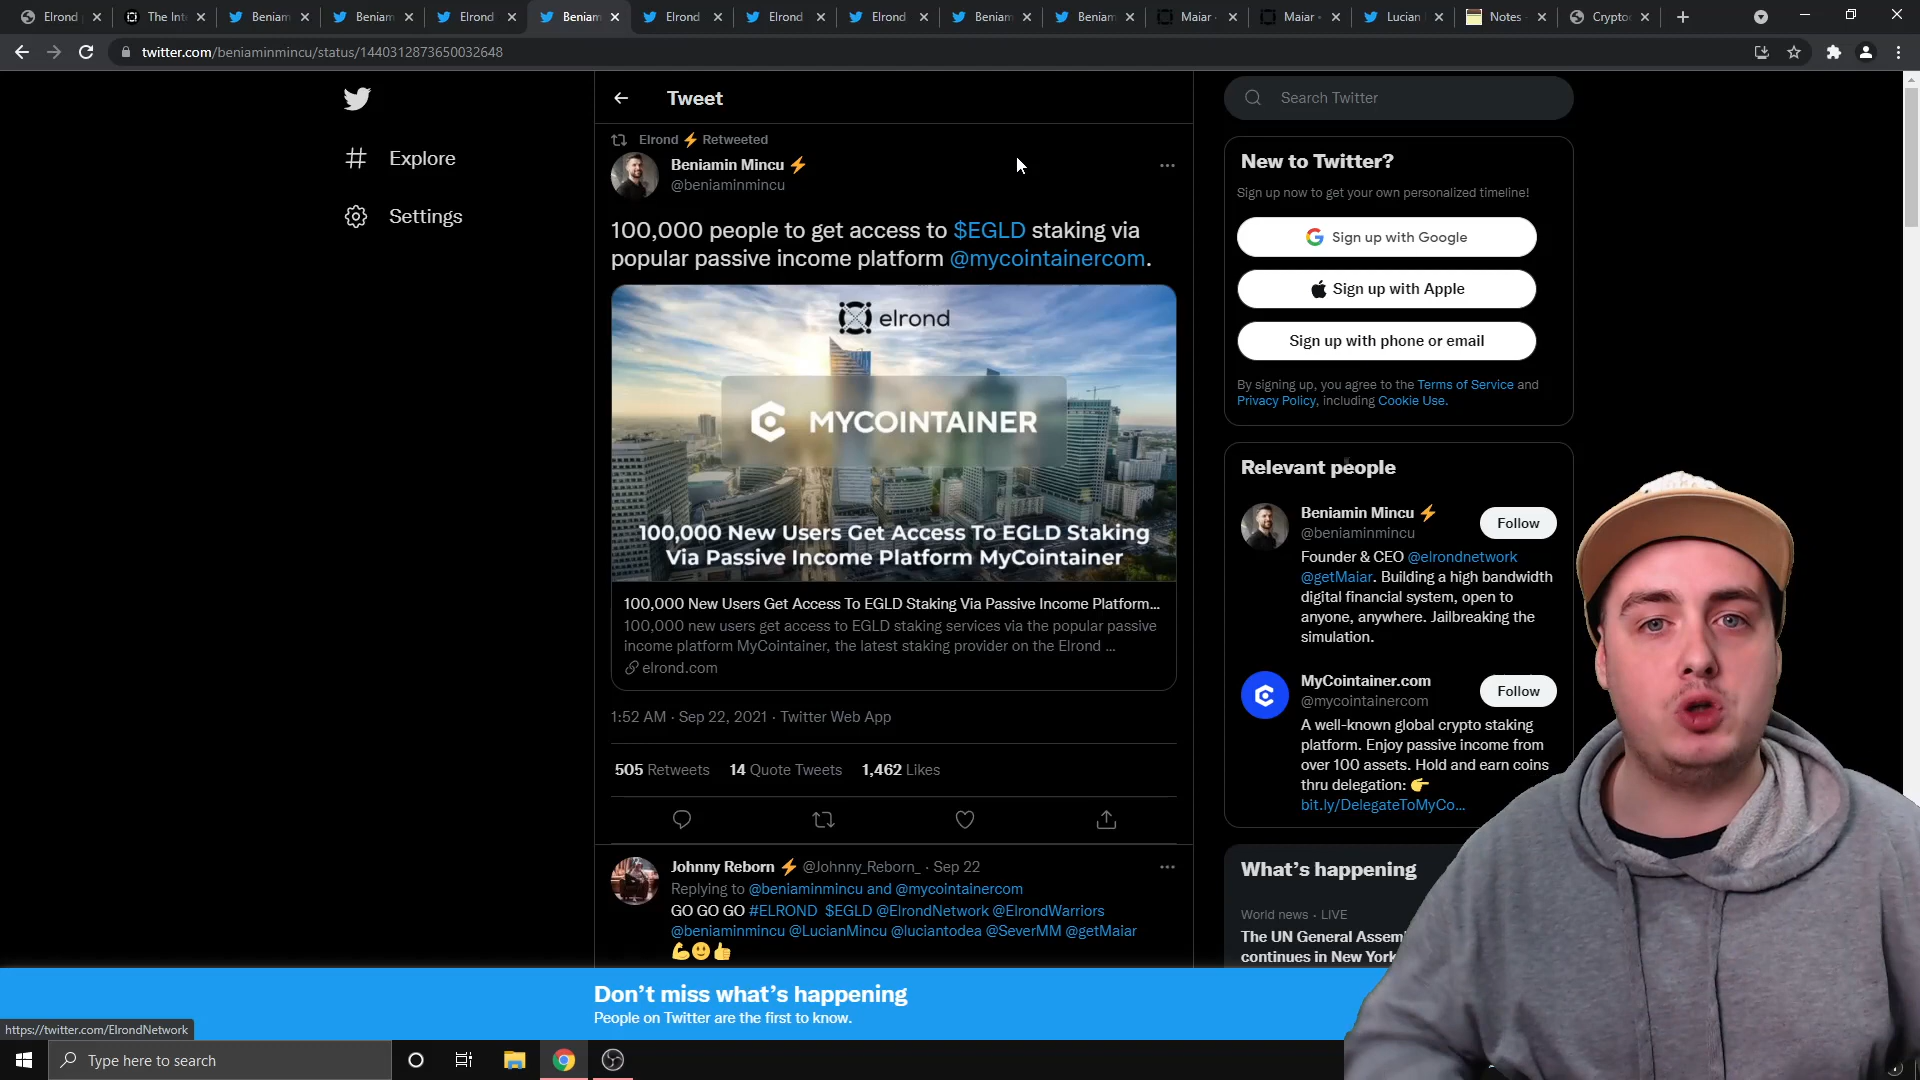 Elrond
The Int
Beniam
Beniam
Elrond
Beniam
Elrond
Elrond
Elrond
Beniam
Beniam
Maiar
Maiar
Lucian
Notes
Crypto
twitter.com/beniaminmincu/status/1440312873650032648
Explore
Settings
Tweet
Elrond ⚡ Retweeted
Beniamin Mincu ⚡
@beniaminmincu
100,000 people to get access to $EGLD staking via
popular passive income platform @mycointainercom.
elrond
MYCOINTAINER
100,000 New Users Get Access To EGLD Staking
Via Passive Income Platform MyCointainer
100,000 New Users Get Access To EGLD Staking Via Passive Income Platform...
100,000 new users get access to EGLD staking services via the popular passive
income platform MyCointainer, the latest staking provider on the Elrond ...
elrond.com
1:52 AM · Sep 22, 2021 · Twitter Web App
505 Retweets 14 Quote Tweets 1,462 Likes
Johnny Reborn ⚡ @Johnny_Reborn_ · Sep 22
Replying to @beniaminmincu and @mycointainercom
GO GO GO #ELROND $EGLD @ElrondNetwork @ElrondWarriors
@beniaminmincu @LucianMincu @luciantodea @SeverMM @getMaiar
💪🙂👍
Search Twitter
New to Twitter?
Sign up now to get your own personalized timeline!
Sign up with Google
Sign up with Apple
Sign up with phone or email
By signing up, you agree to the Terms of Service and
Privacy Policy, including Cookie Use.
Relevant people
Beniamin Mincu ⚡
@beniaminmincu
Follow
Founder & CEO @elrondnetwork
@getMaiar. Building a high bandwidth
digital financial system, open to
anyone, anywhere. Jailbreaking the
simulation.
MyCointainer.com
@mycointainercom
Follow
A well-known global crypto staking
platform. Enjoy passive income from
over 100 assets. Hold and earn coins
thru delegation: 👉
bit.ly/DelegateToMyCo...
What's happening
World news · LIVE
The UN General Assem
continues in New York
Don't miss what's happening
People on Twitter are the first to know.
https://twitter.com/ElrondNetwork
Type here to search